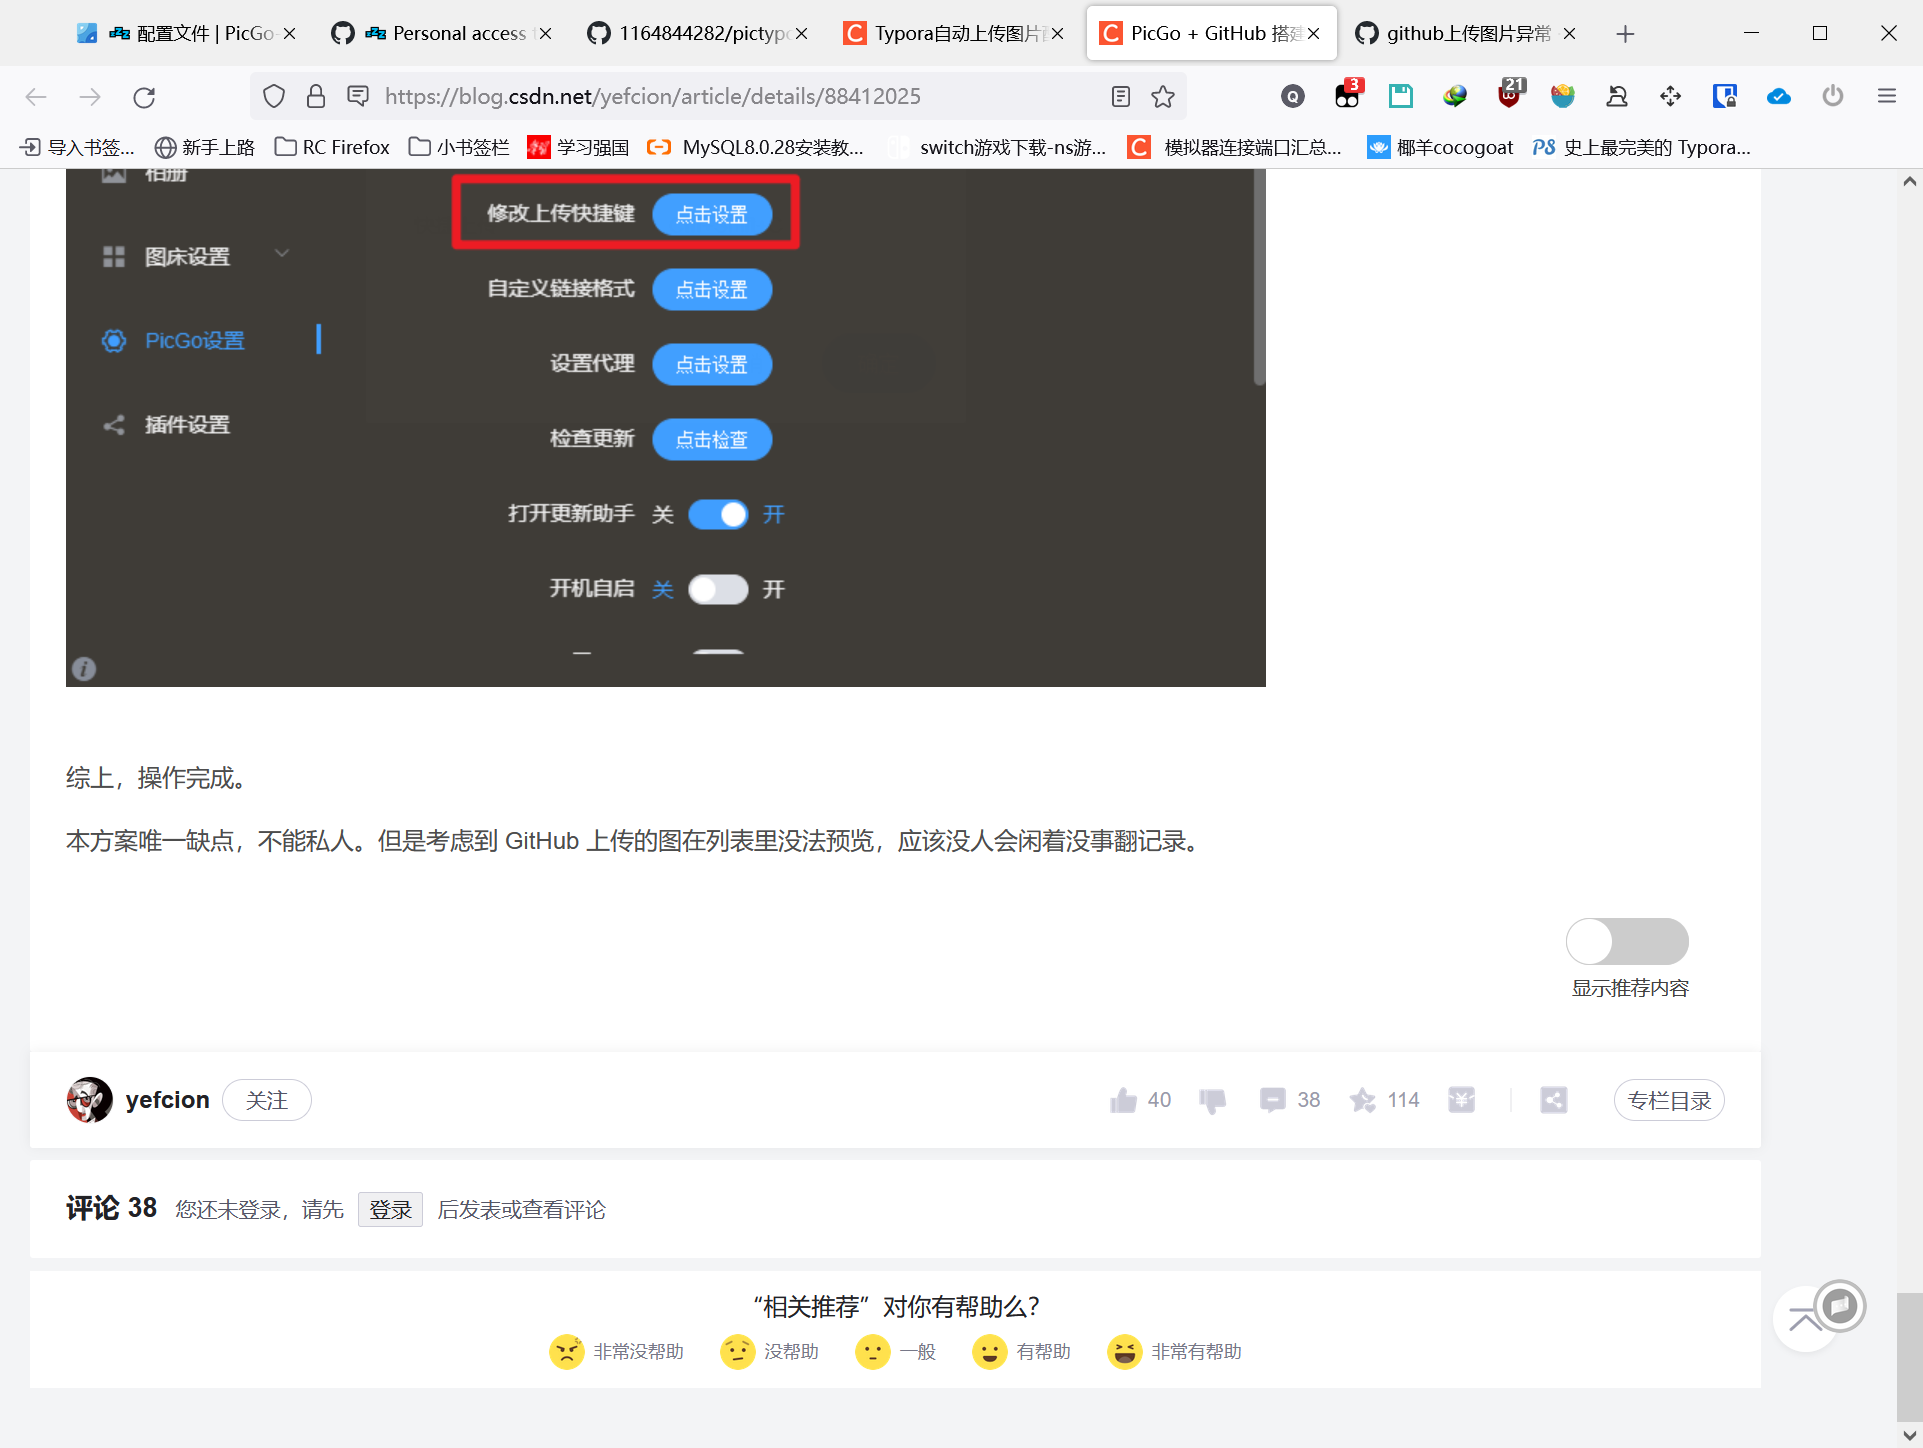 配置文件 | PicGo
Personal access
1164844282/pictypo
Typora自动上传图片配
PicGo + GitHub 搭建
github上传图片异常
https://blog.csdn.net/yefcion/article/details/88412025
3
21
导入书签...
新手上路
RC Firefox
小书签栏
学习强国
MySQL8.0.28安装教...
switch游戏下载-ns游...
模拟器连接端口汇总...
椰羊cocogoat
史上最完美的 Typora...
相册
修改上传快捷键 点击设置
图床设置
自定义链接格式 点击设置
PicGo设置
设置代理 点击设置
插件设置
检查更新 点击检查
打开更新助手 关 开
开机自启 关 开
综上，操作完成。
本方案唯一缺点，不能私人。但是考虑到 GitHub 上传的图在列表里没法预览，应该没人会闲着没事翻记录。
显示推荐内容
yefcion 关注 40 38 114 专栏目录
评论 38 您还未登录，请先 登录 后发表或查看评论
“相关推荐”对你有帮助么？
非常没帮助 没帮助 一般 有帮助 非常有帮助